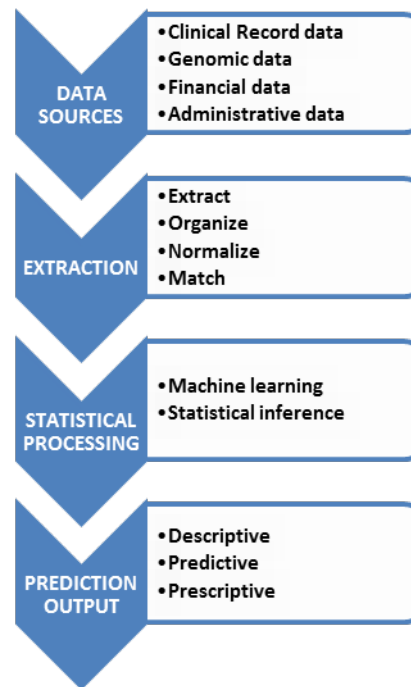 DATA
SOURCES
•Clinical Record data
•Genomic data
•Financial data
•Administrative data
EXTRACTION
•Extract
•Organize
•Normalize
•Match
STATISTICAL
PROCESSING
•Machine learning
•Statistical inference
PREDICTION
OUTPUT
•Descriptive
•Predictive
•Prescriptive